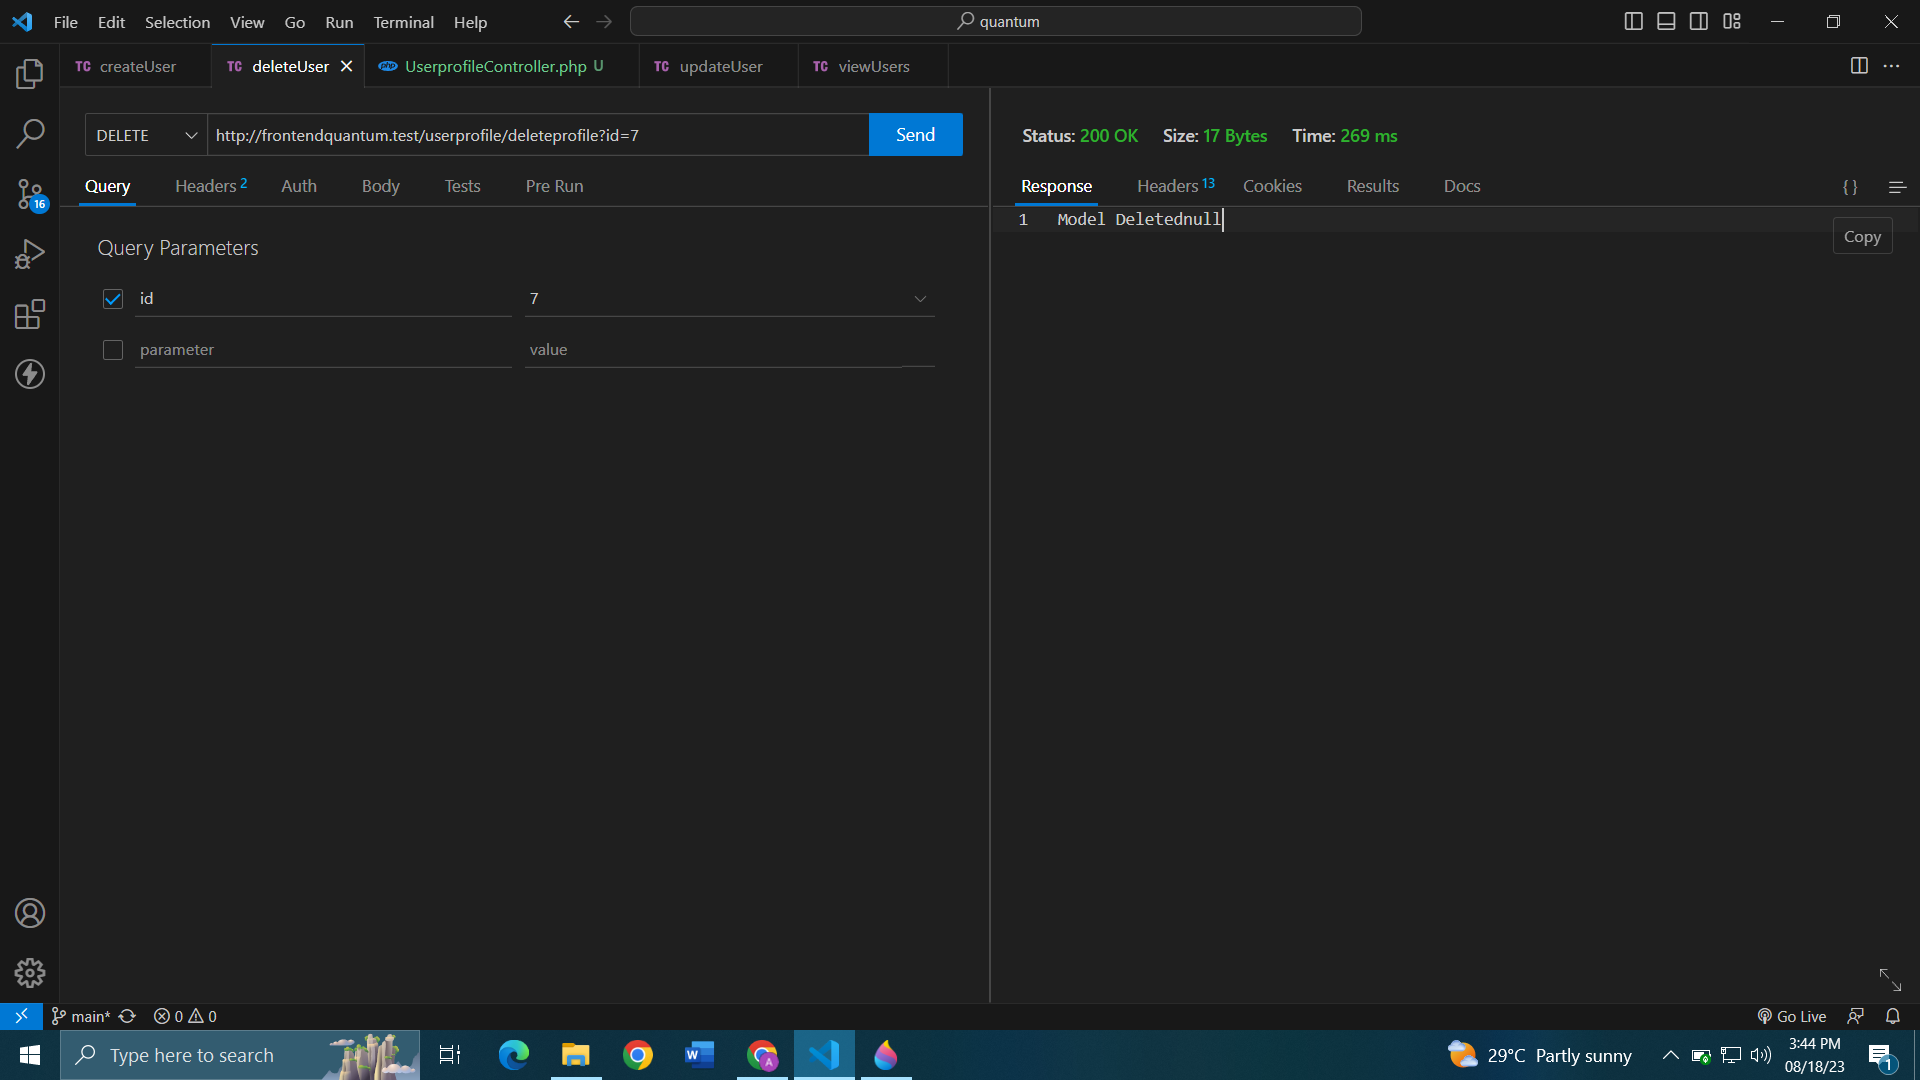 File Edit Selection View Go Run Terminal Help quantum
TC createUser TC deleteUser php UserprofileController.php U TC updateUser TC viewUsers
DELETE http://frontendquantum.test/userprofile/deleteprofile?id=7 Send
Status: 200 OK Size: 17 Bytes Time: 269 ms
Query Headers 2 Auth Body Tests Pre Run
Response Headers 13 Cookies Results Docs { }
1 Model Deletednull
Copy
Query Parameters
id 7
parameter value
16
main* 0 0 Go Live
Type here to search
29°C Partly sunny
3:44 PM
08/18/23
1